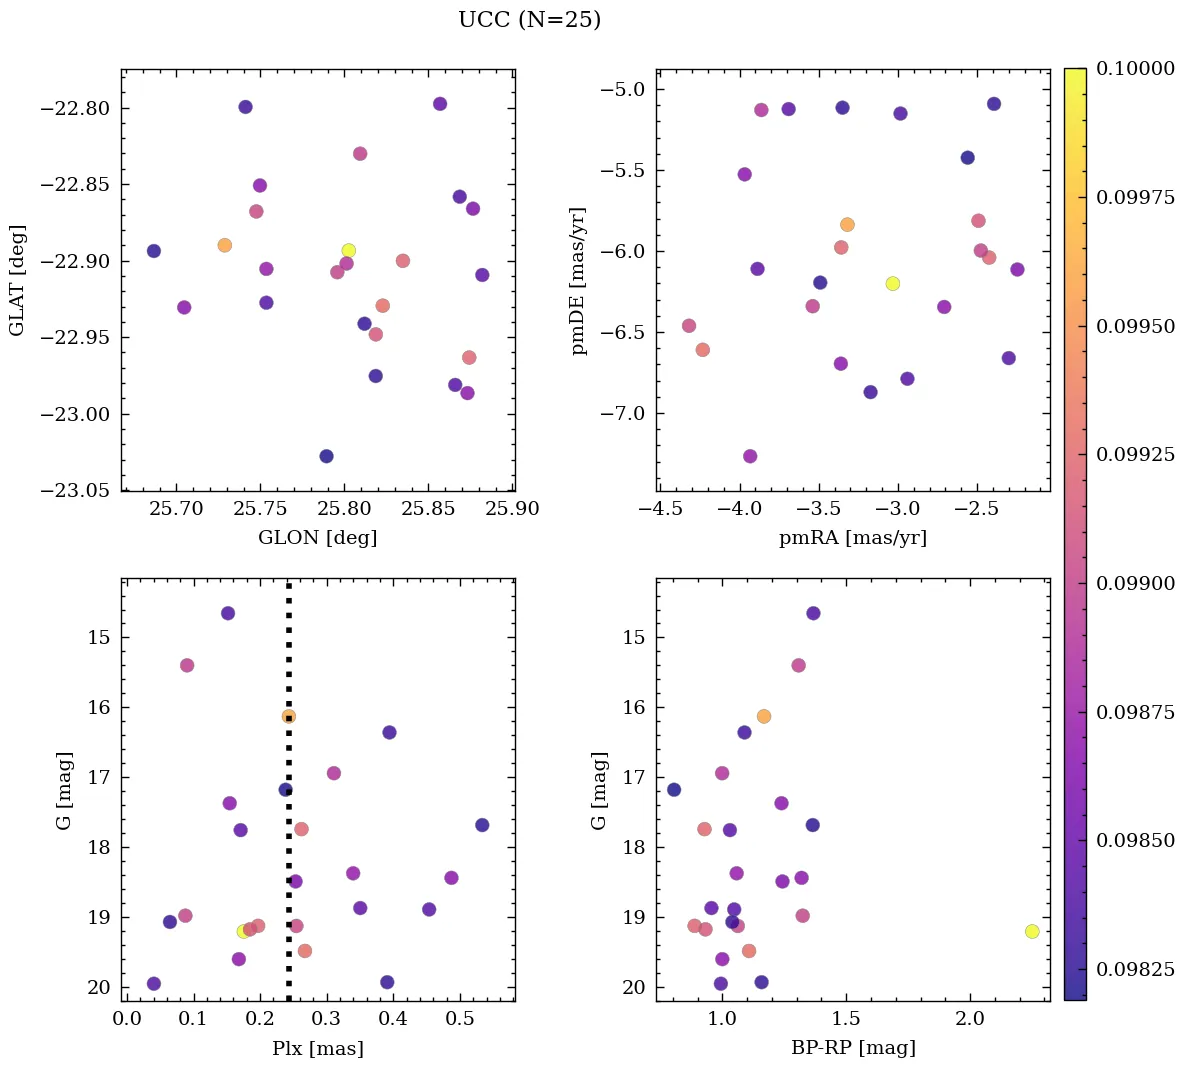 UCC (N=25)
−22.80
−22.85
−22.90
−22.95
−23.00
−23.05
GLAT [deg]
25.70 25.75 25.80 25.85 25.90
GLON [deg]
−5.0
−5.5
−6.0
−6.5
−7.0
pmDE [mas/yr]
−4.5 −4.0 −3.5 −3.0 −2.5
pmRA [mas/yr]
15
16
17
18
19
20
G [mag]
0.0 0.1 0.2 0.3 0.4 0.5
Plx [mas]
15
16
17
18
19
20
G [mag]
1.0 1.5 2.0
BP-RP [mag]
0.10000
0.09975
0.09950
0.09925
0.09900
0.09875
0.09850
0.09825